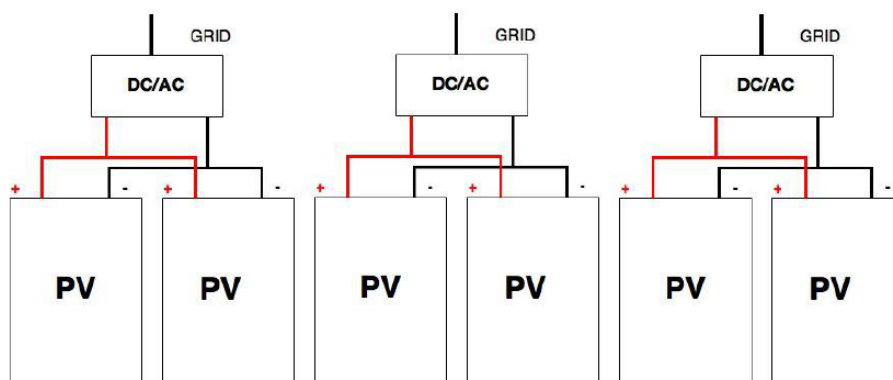 GRID GRID GRID
DC/AC DC/AC DC/AC
+ - + - + - + - + - + -
PV PV PV PV PV PV